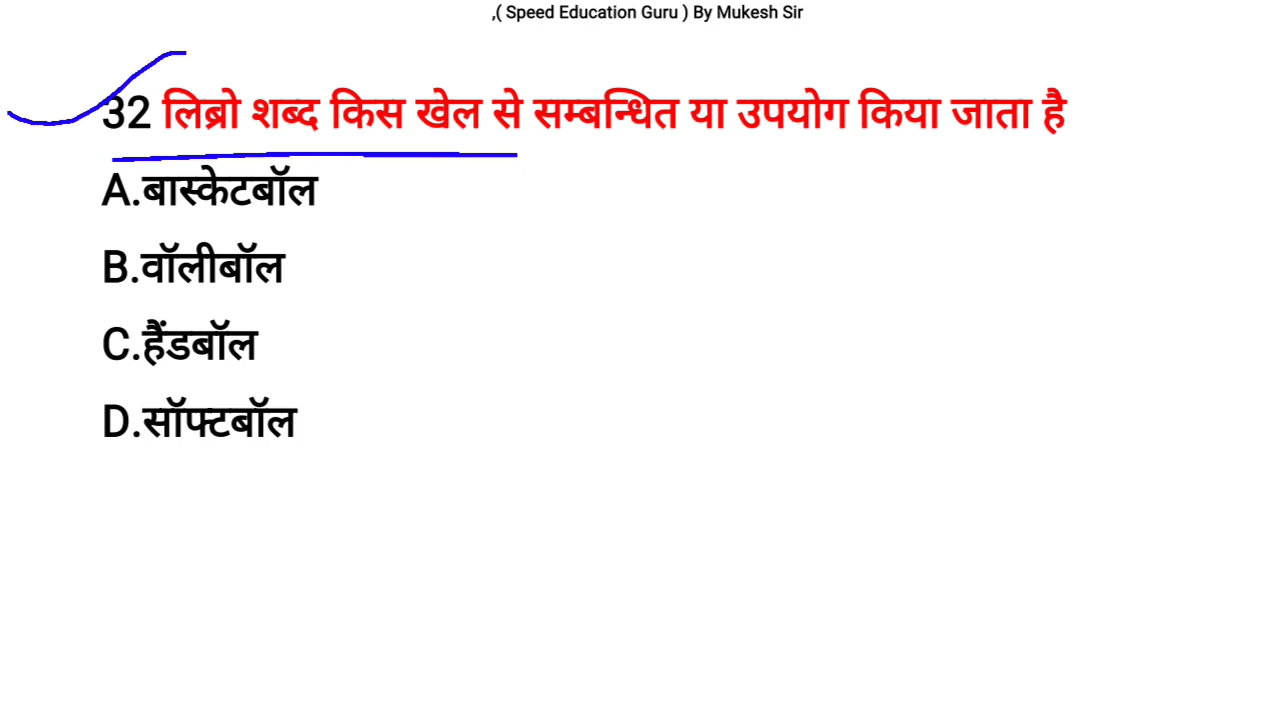 ,( Speed Education Guru ) By Mukesh Sir
32 लिब्रो शब्द किस खेल से सम्बन्धित या उपयोग किया जाता है
A.बास्केटबॉल
B.वॉलीबॉल
C.हैंडबॉल
D.सॉफ्टबॉल